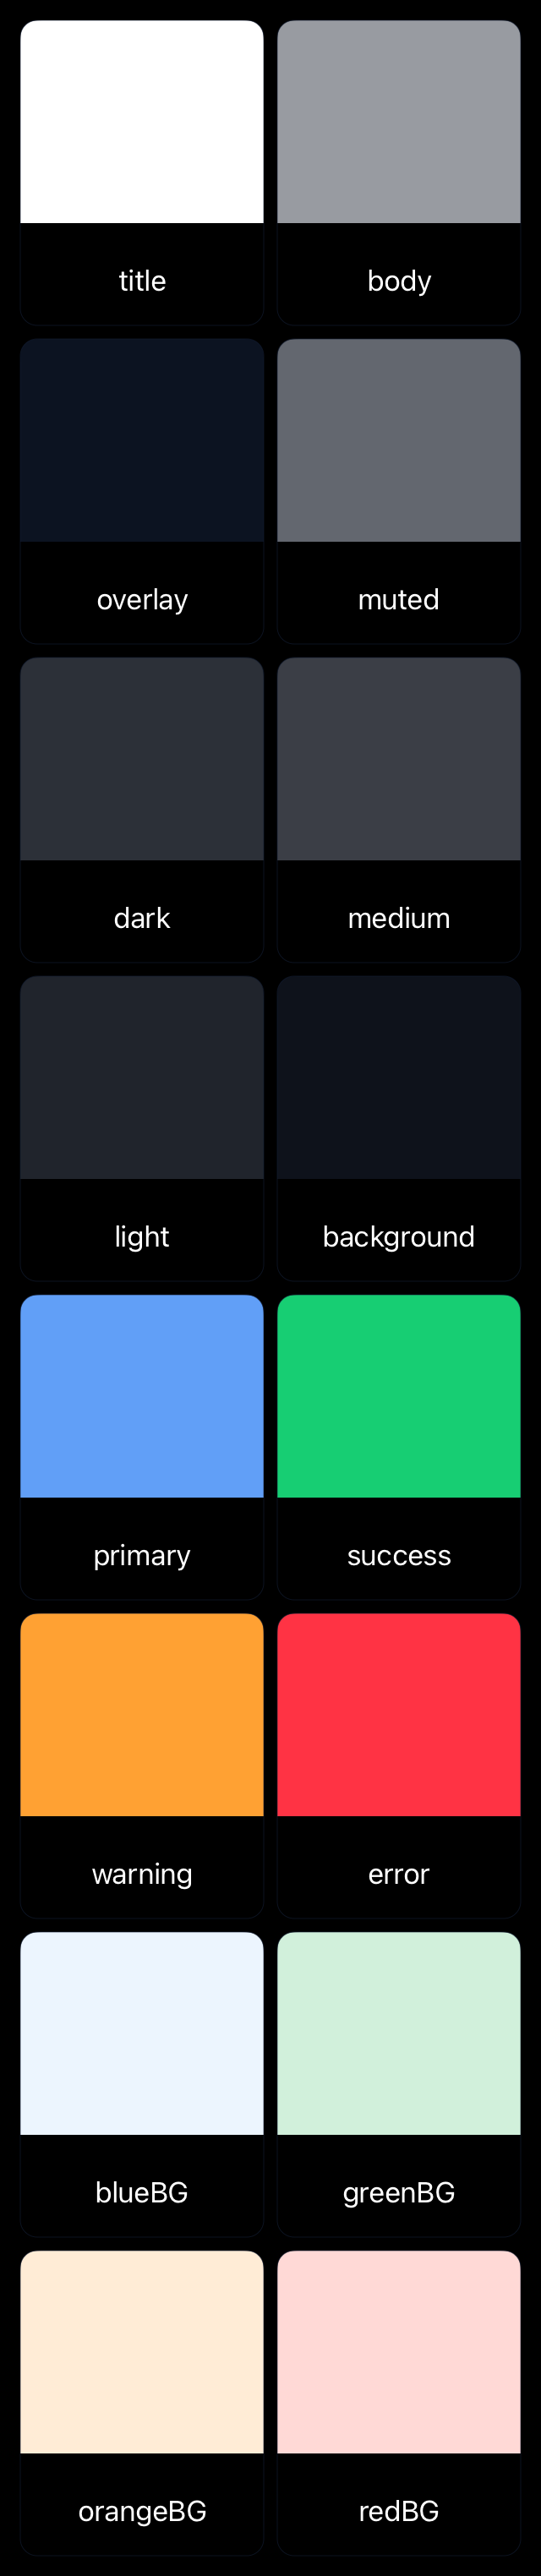 title
body
overlay
muted
dark
medium
light
background
primary
success
warning
error
blueBG
greenBG
orangeBG
redBG